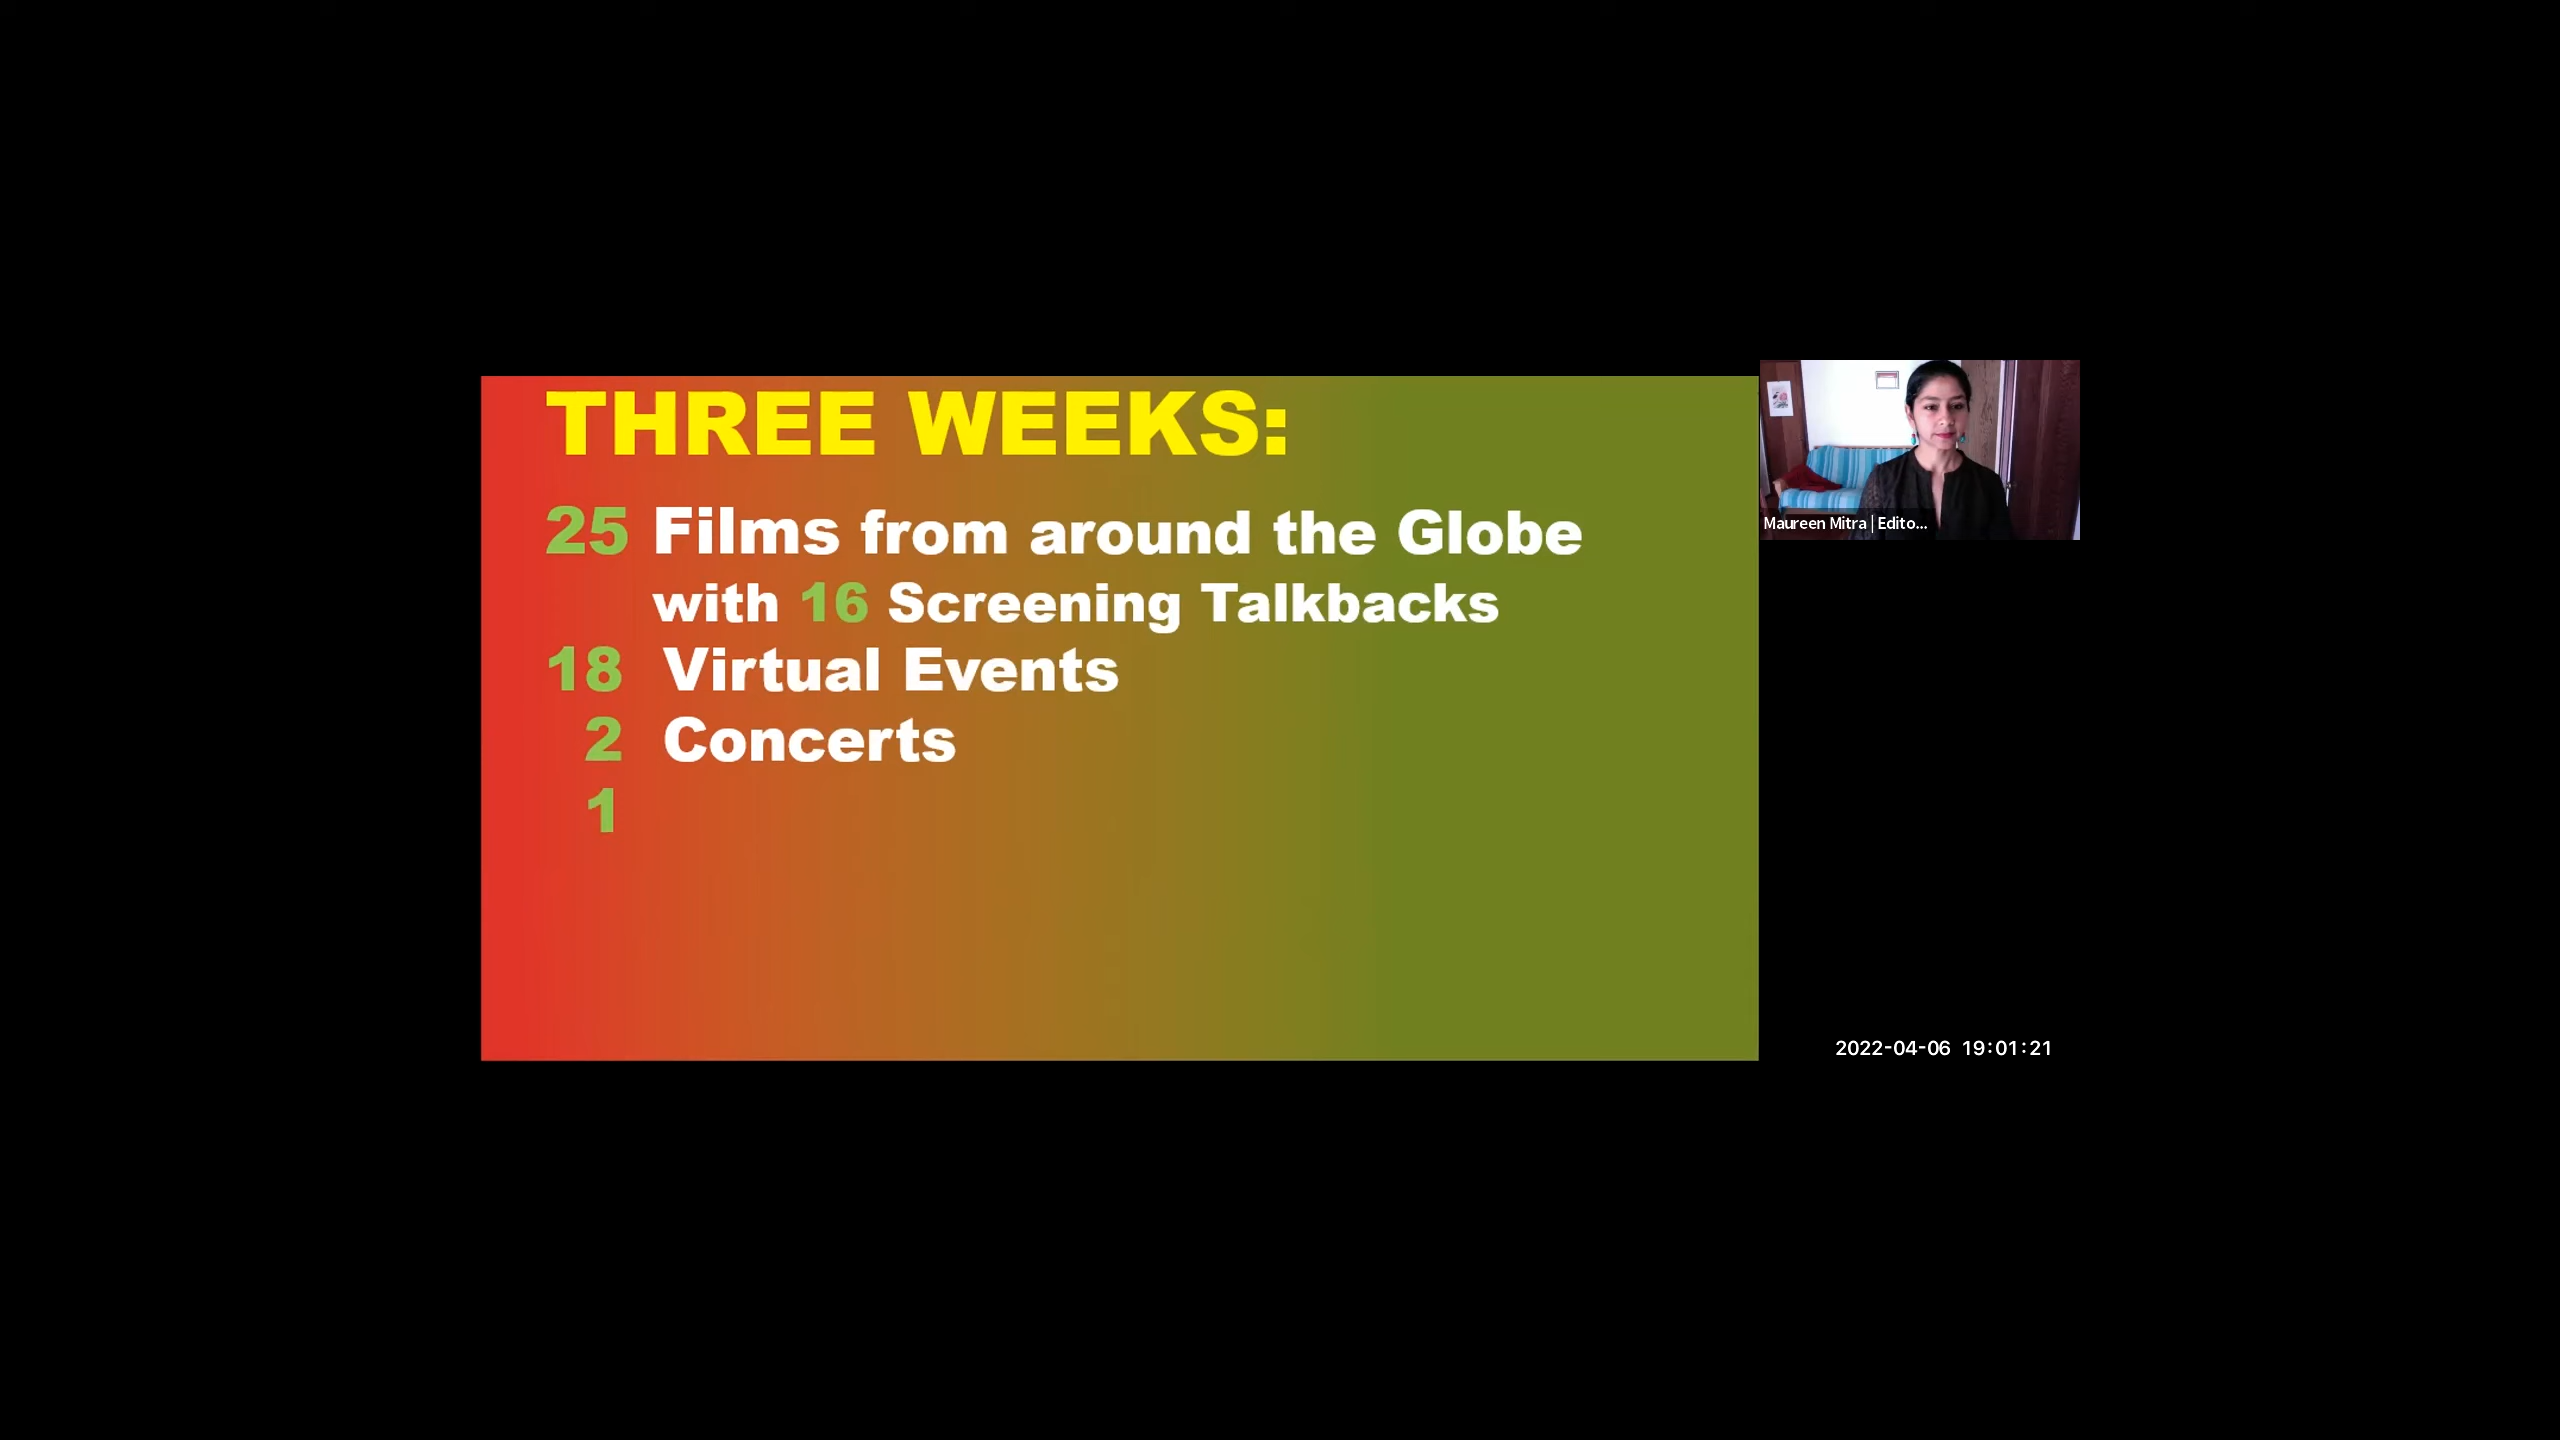 THREE WEEKS:
25 Films from around the Globe
with 16 Screening Talkbacks
18 Virtual Events
2 Concerts
1
Maureen Mitra | Edito...
2022-04-06 19:01:21